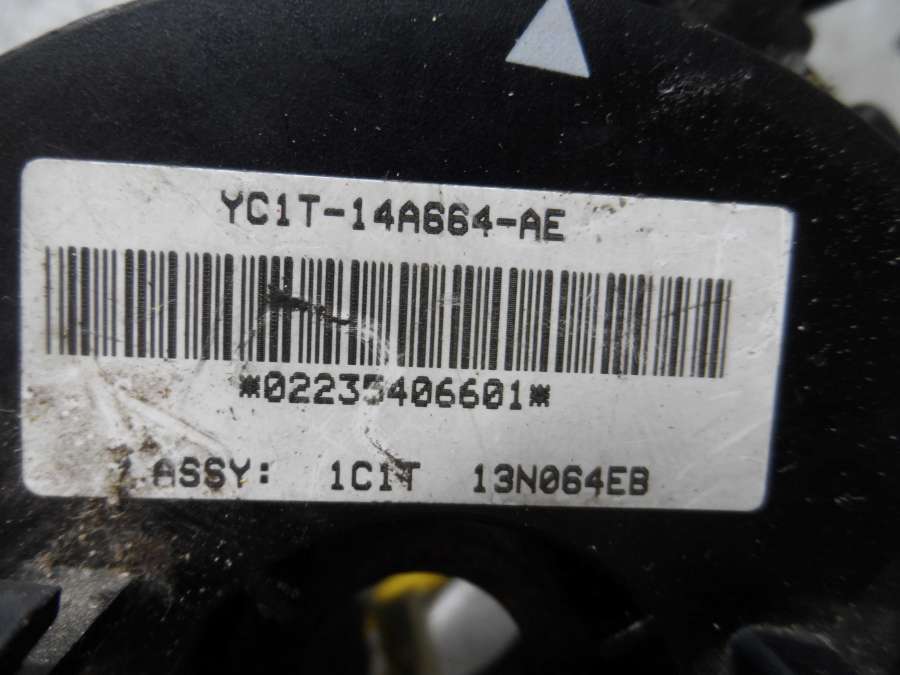 YC1T-14A664-AE
*02235406601*
ASSY: 1C1T 13N064EB